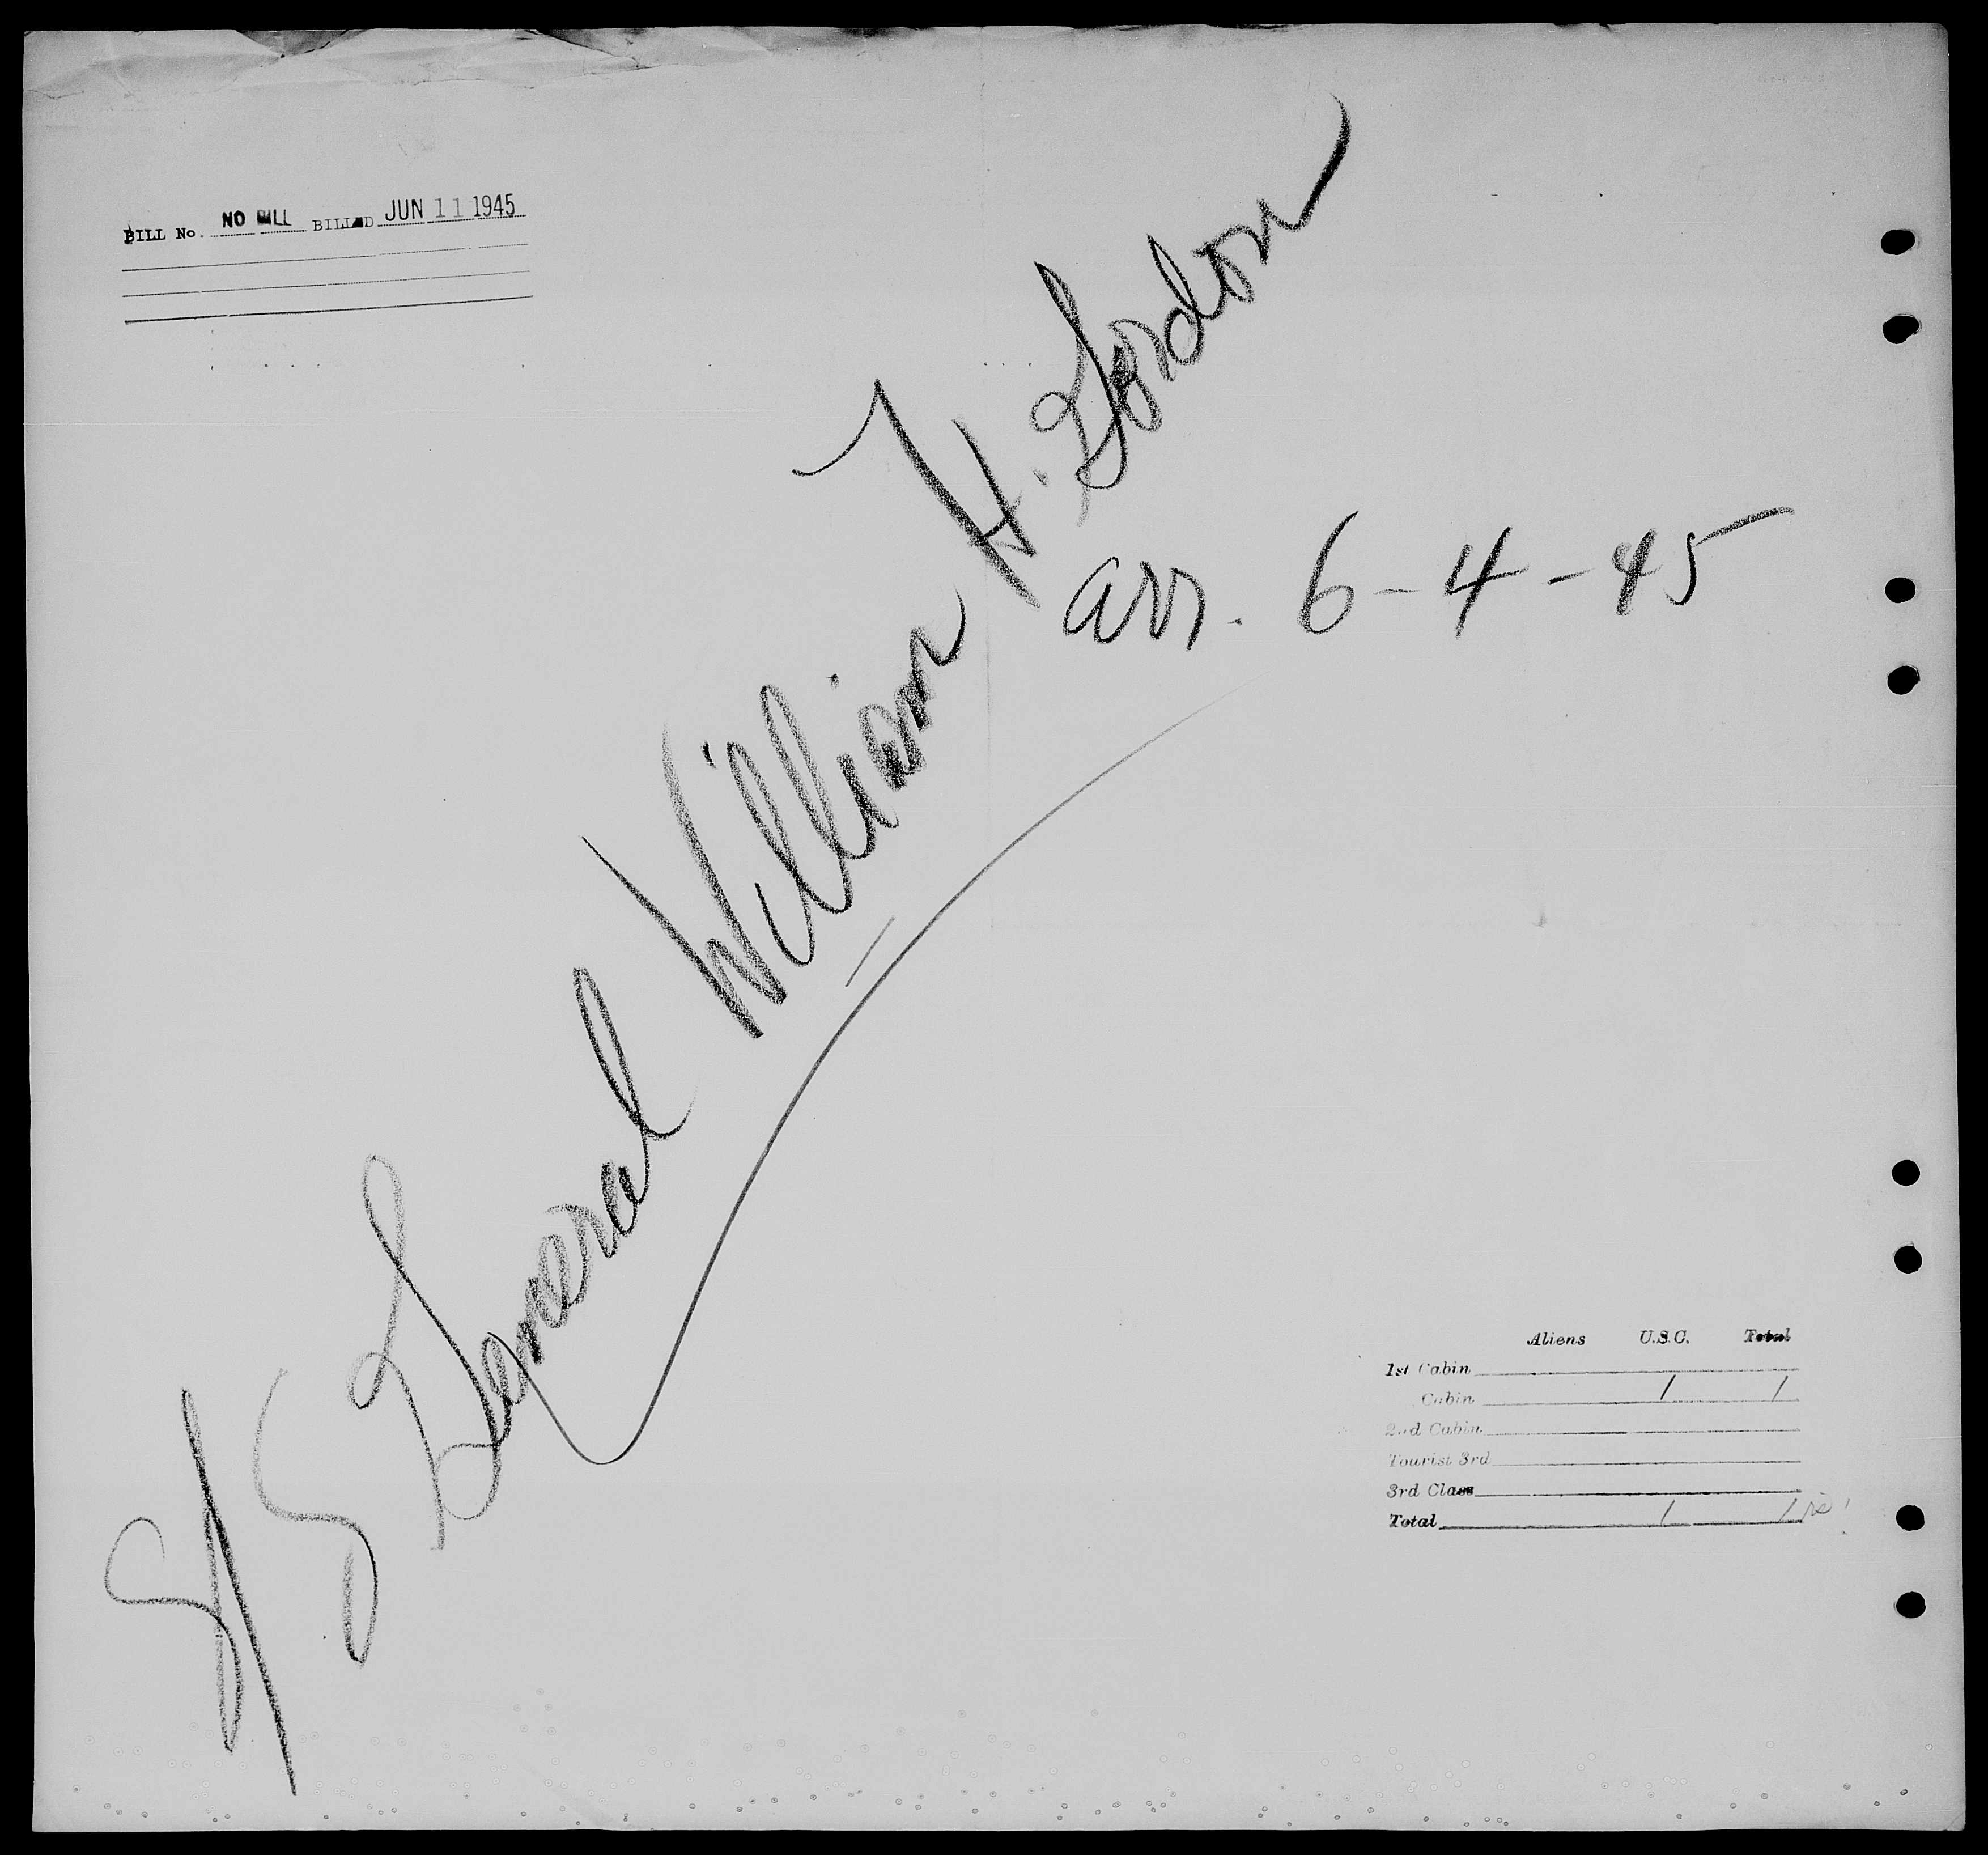 BILL No. NO BILL BILLED JUN 11 1945
S/S General William H. Gordon
arr. 6-4-45
Aliens U.S.C. Total
1st Cabin
Cabin 1 1
2nd Cabin
Tourist 3rd
3rd Class
Total 1 1